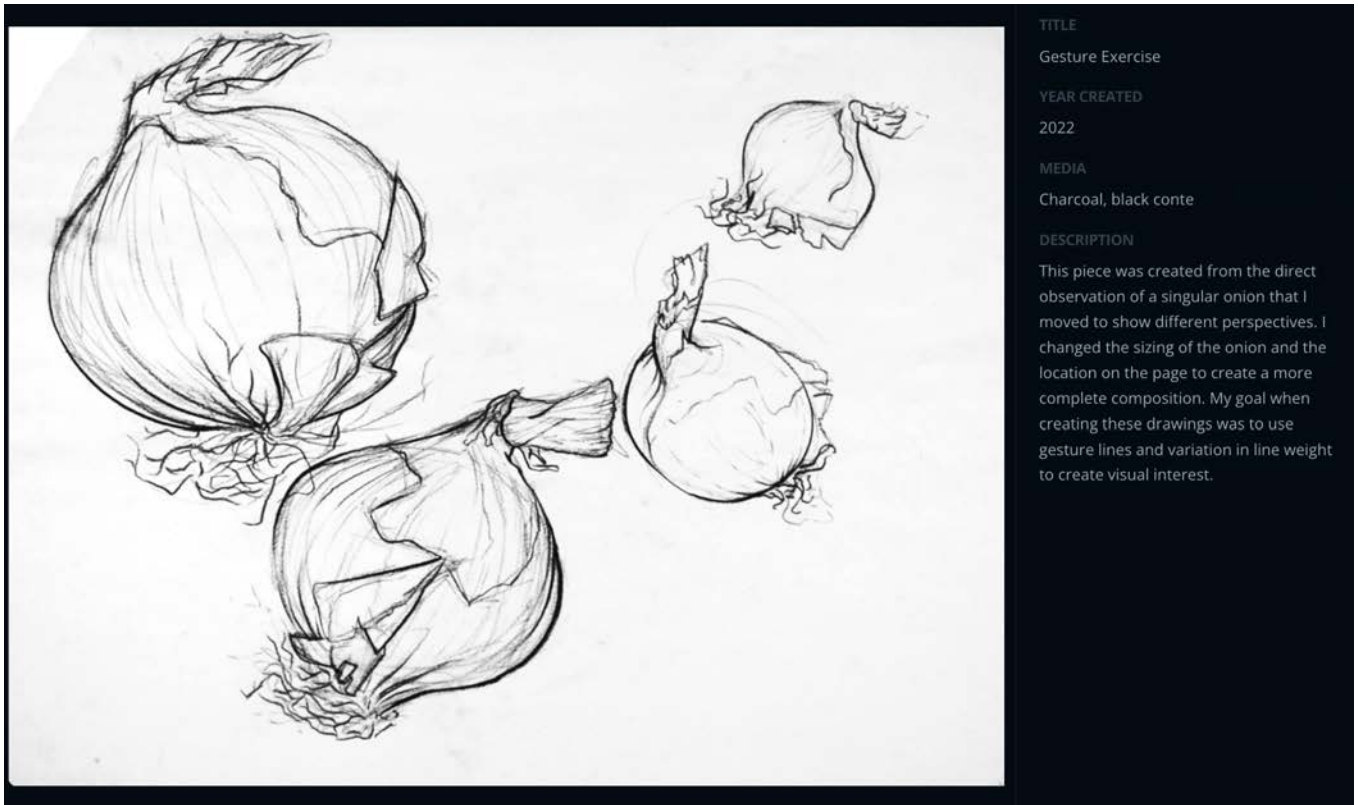 TITLE
Gesture Exercise
YEAR CREATED
2022
MEDIA
Charcoal, black conte
DESCRIPTION
This piece was created from the direct
observation of a singular onion that I
moved to show different perspectives. I
changed the sizing of the onion and the
location on the page to create a more
complete composition. My goal when
creating these drawings was to use
gesture lines and variation in line weight
to create visual interest.